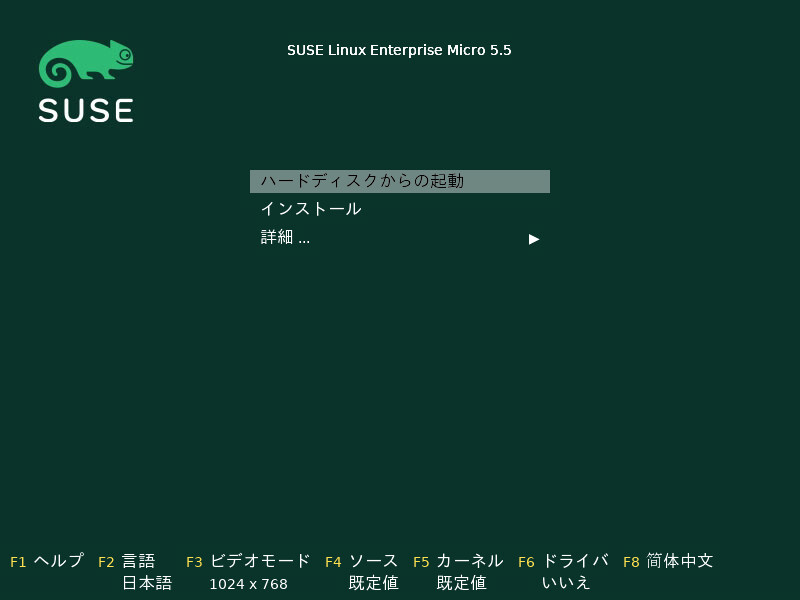 SUSE
SUSE Linux Enterprise Micro 5.5
ハードディスクからの起動
インストール
詳細 ... ▶
F1 ヘルプ F2 言語 F3 ビデオモード F4 ソース F5 カーネル F6 ドライバ F8 简体中文
日本語 1024 x 768 既定値 既定値 いいえ